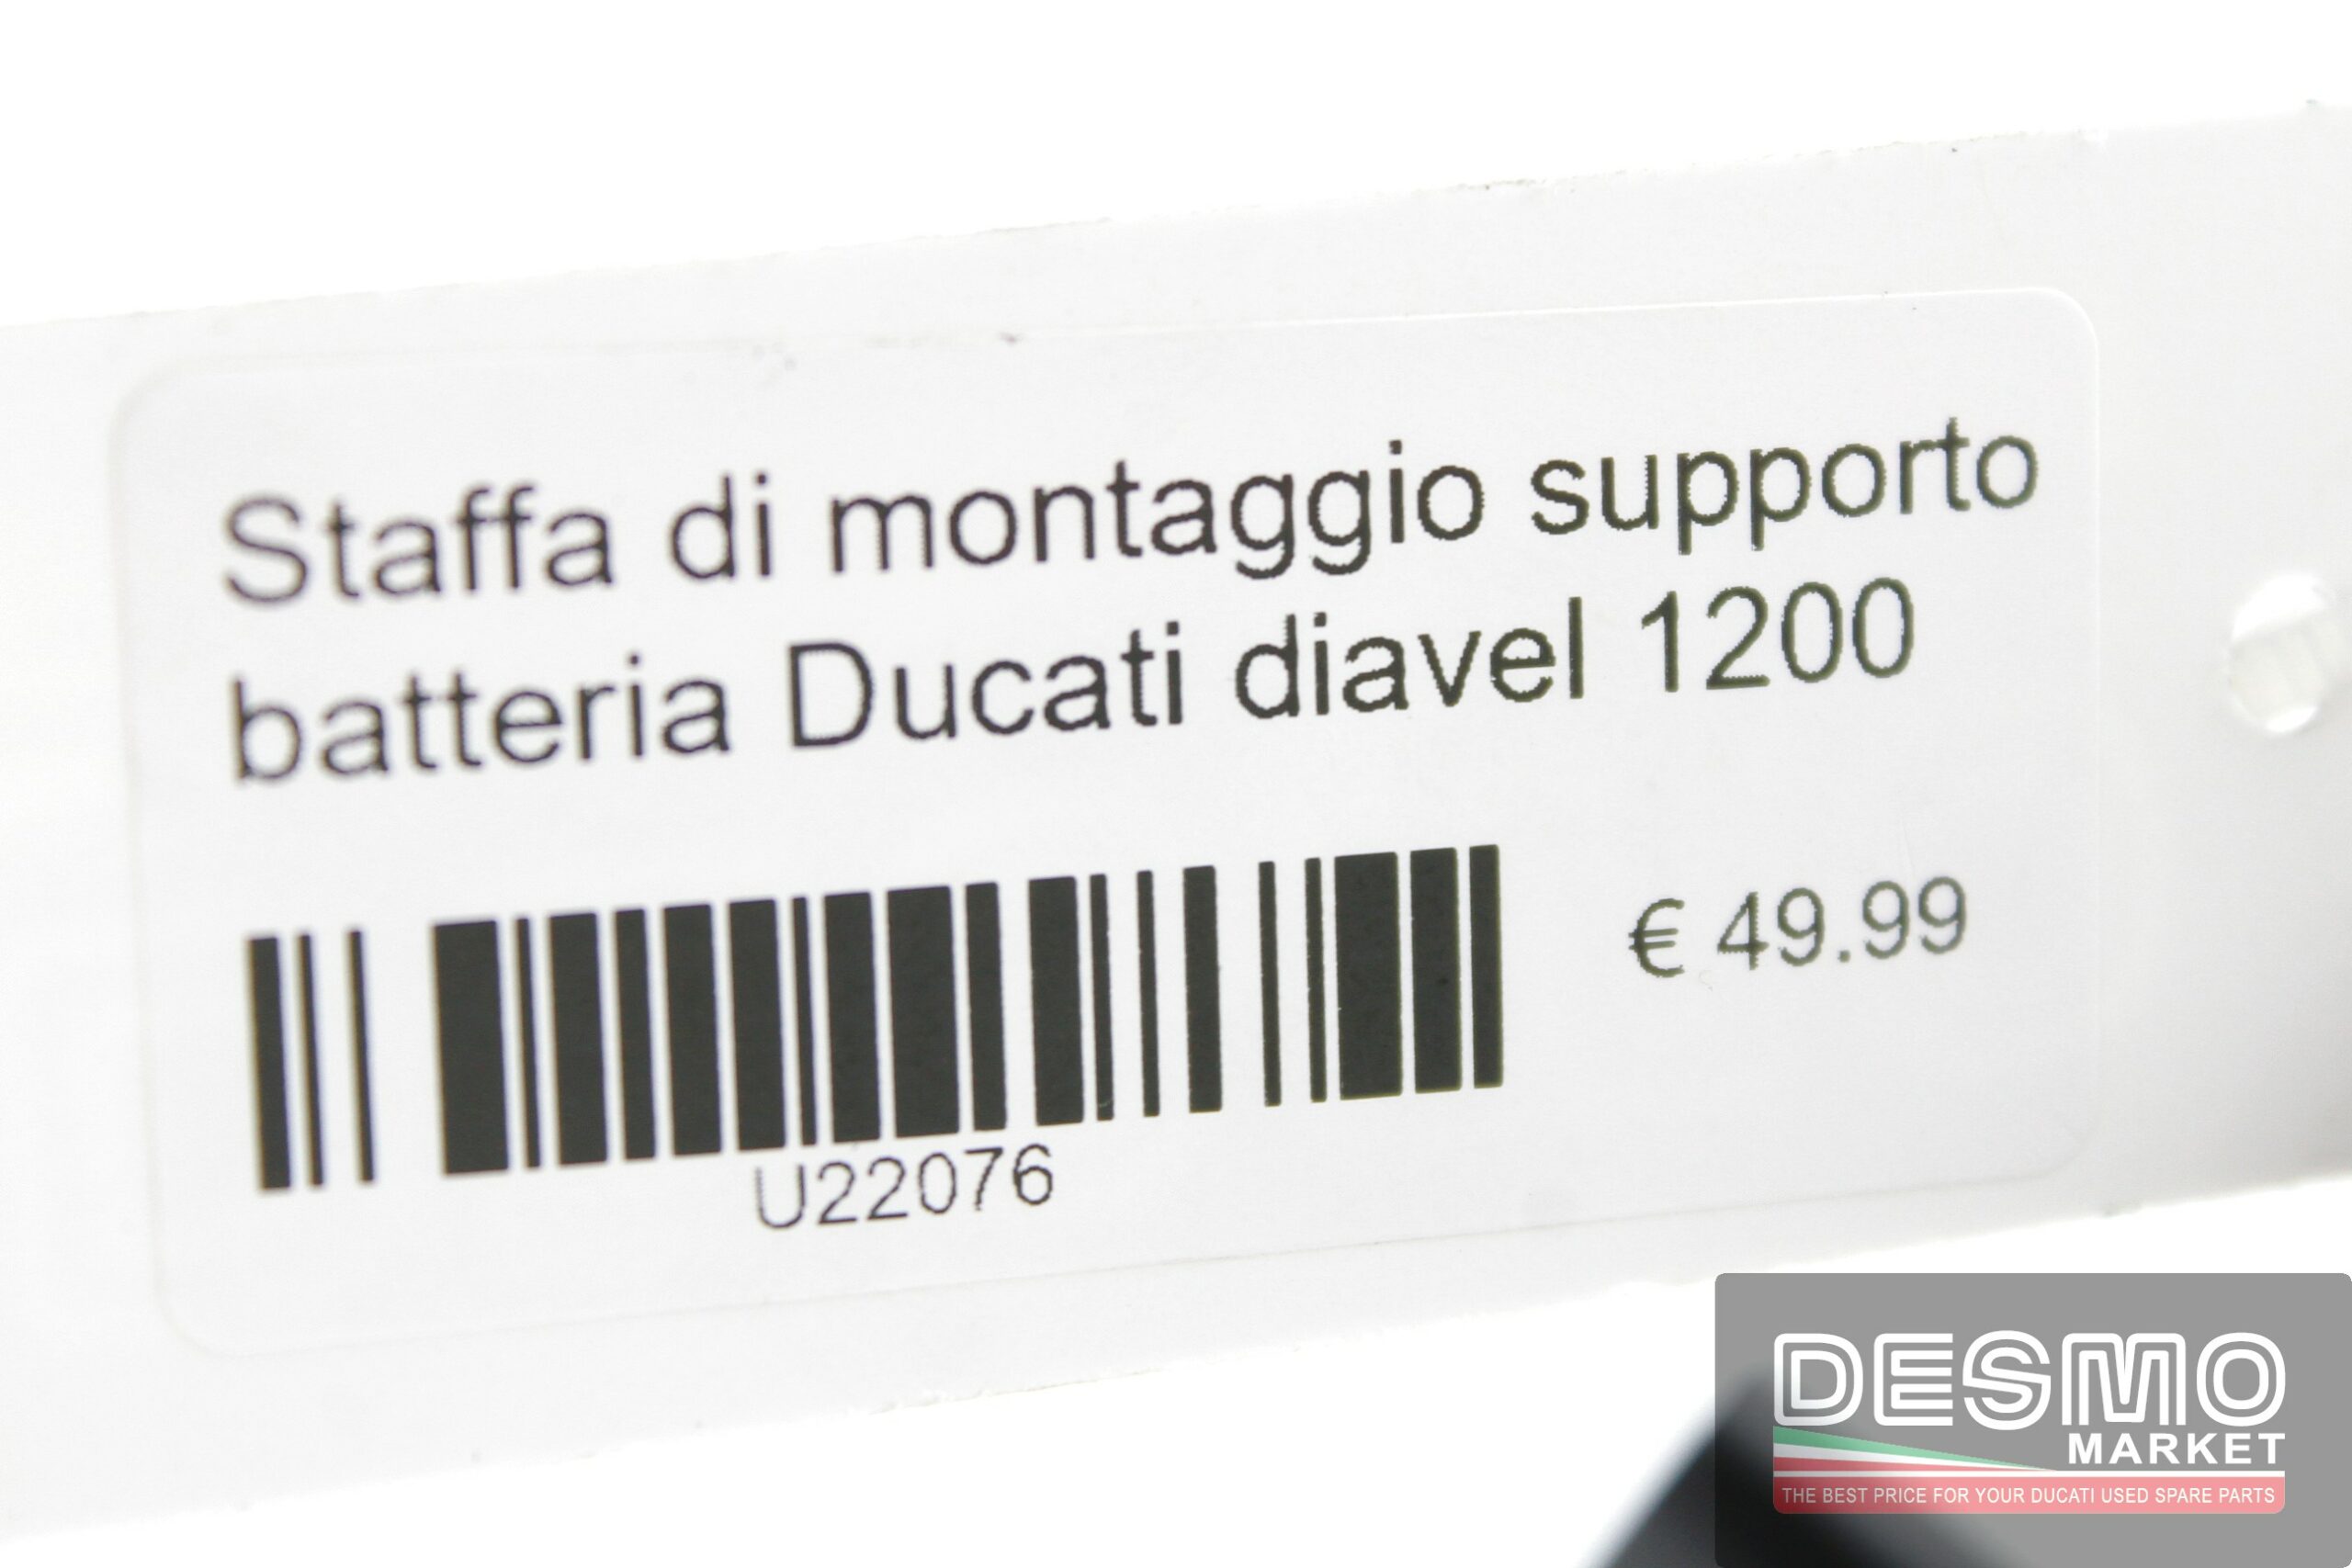 Staffa di montaggio supporto
batteria Ducati diavel 1200
€ 49.99
U22076
DESMO
MARKET
THE BEST PRICE FOR YOUR DUCATI USED SPARE PARTS